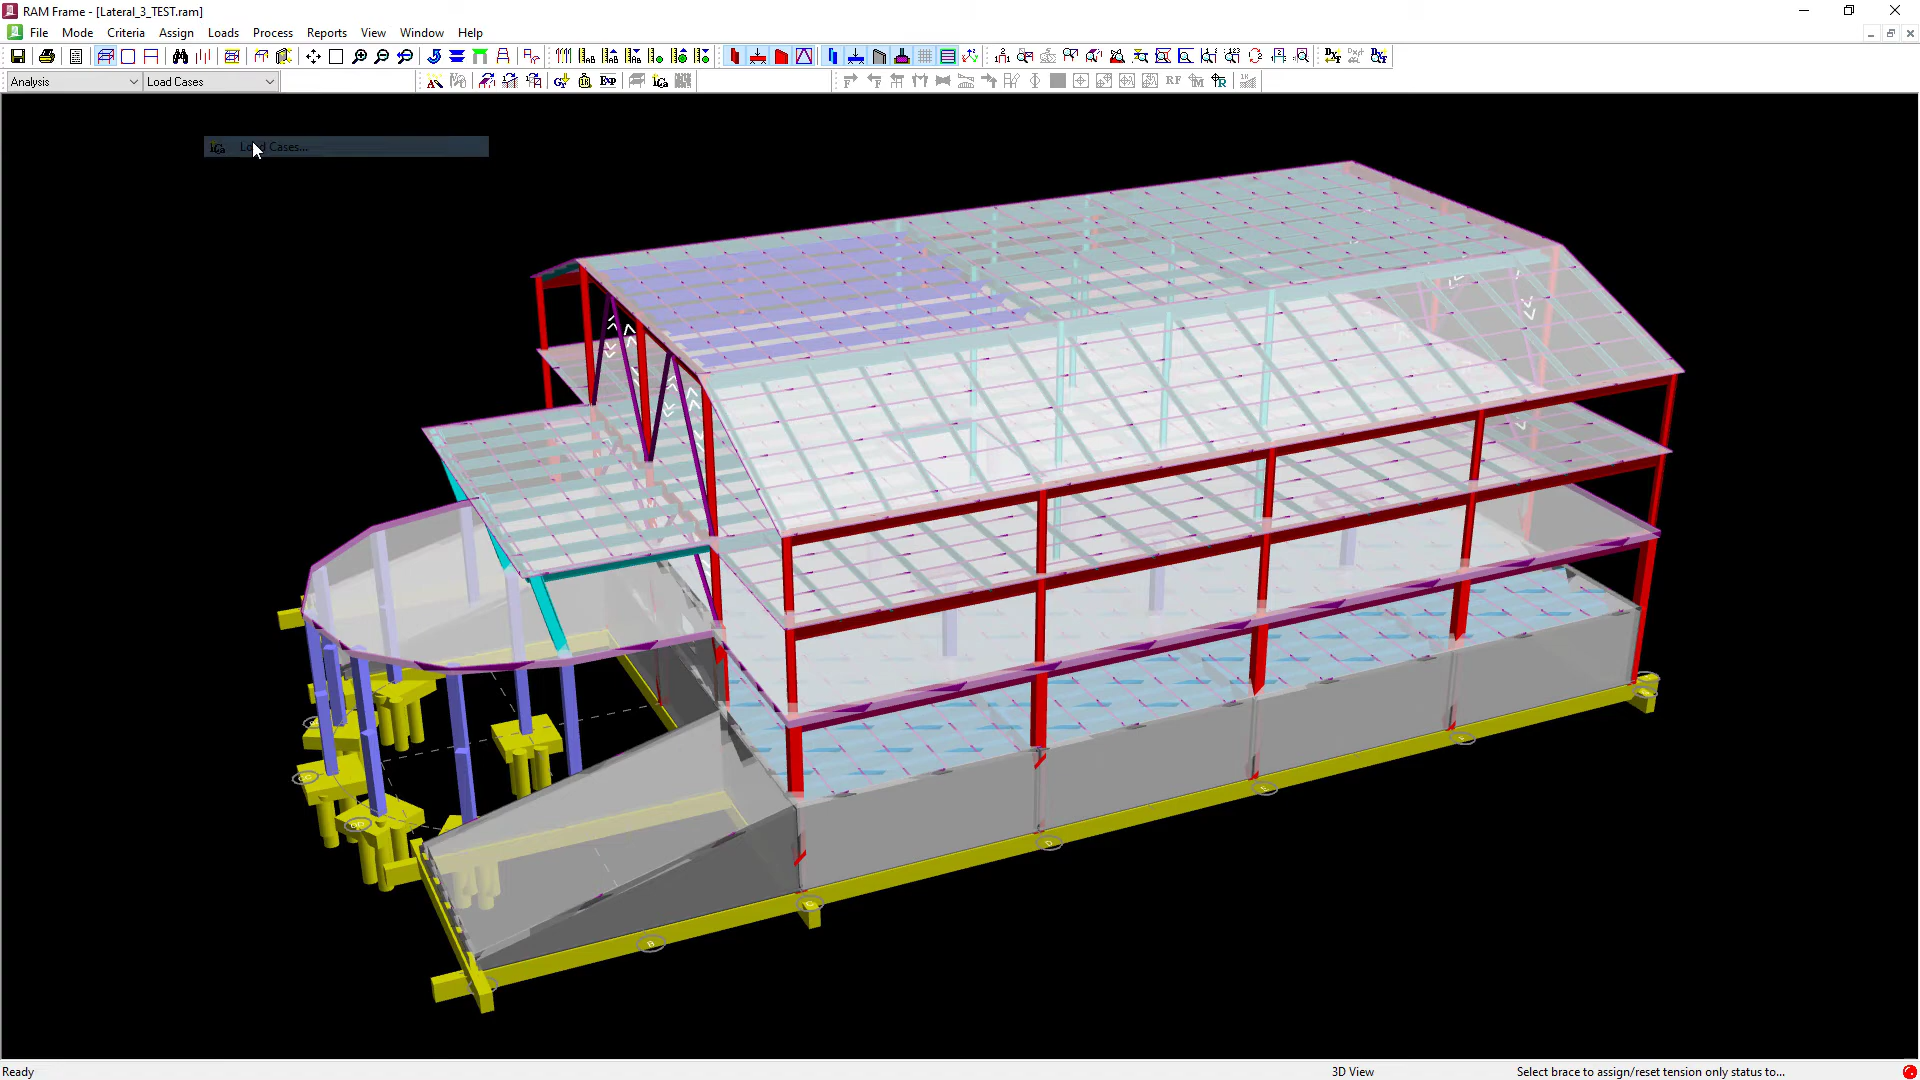 RAM Frame - [Lateral_3_TEST.ram]
File Mode Criteria Assign Loads Process Reports View Window Help
Analysis Load Cases
Load Cases...
B
D
Ready 3D View Select brace to assign/reset tension only status to...